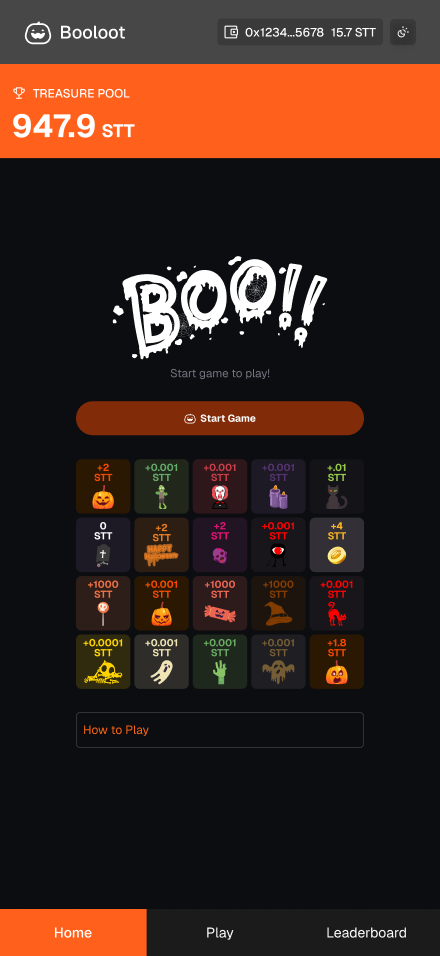 Booloot
0x1234...5678 15.7 STT
TREASURE POOL
947.9 STT
BOO!!
Start game to play!
Start Game
+2 STT
+0.001 STT
+0.001 STT
+0.001 STT
+.01 STT
0 STT
+2 STT
HAPPY HALLOWEEN
+2 STT
+0.001 STT
+4 STT
+1000 STT
+0.001 STT
+1000 STT
+1000 STT
+0.001 STT
+0.0001 STT
+0.001 STT
+0.001 STT
+0.001 STT
+1.8 STT
How to Play
Home
Play
Leaderboard